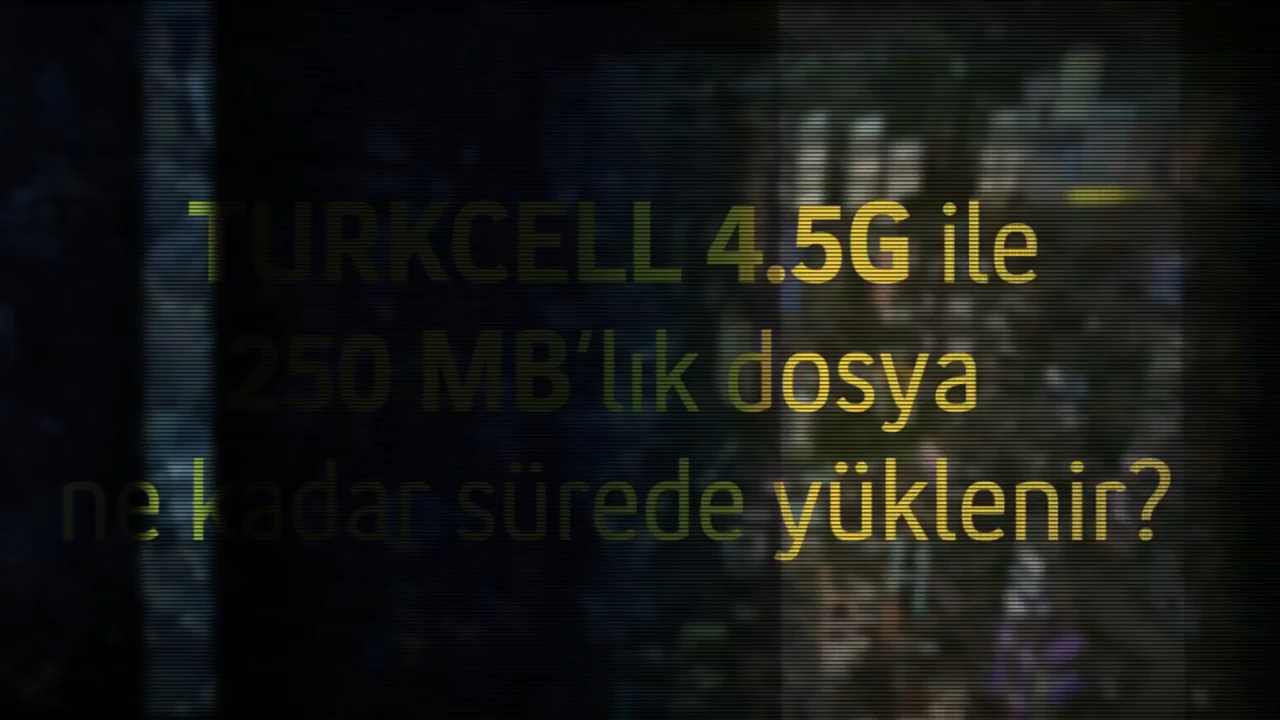 TURKCELL 4.5G ile
250 MB’lık dosya
ne kadar sürede yüklenir?